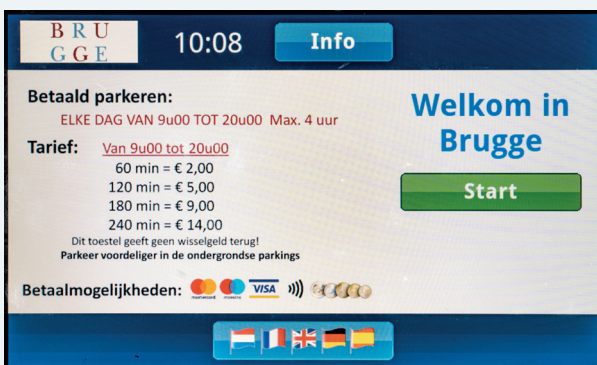 BRU
GGE
10:08
Info
Betaald parkeren:
ELKE DAG VAN 9u00 TOT 20u00 Max. 4 uur
Tarief: Van 9u00 tot 20u00
60 min = € 2,00
120 min = € 5,00
180 min = € 9,00
240 min = € 14,00
Dit toestel geeft geen wisselgeld terug!
Parkeer voordeliger in de ondergrondse parkings
Betaalmogelijkheden: mastercard maestro VISA
Welkom in
Brugge
Start